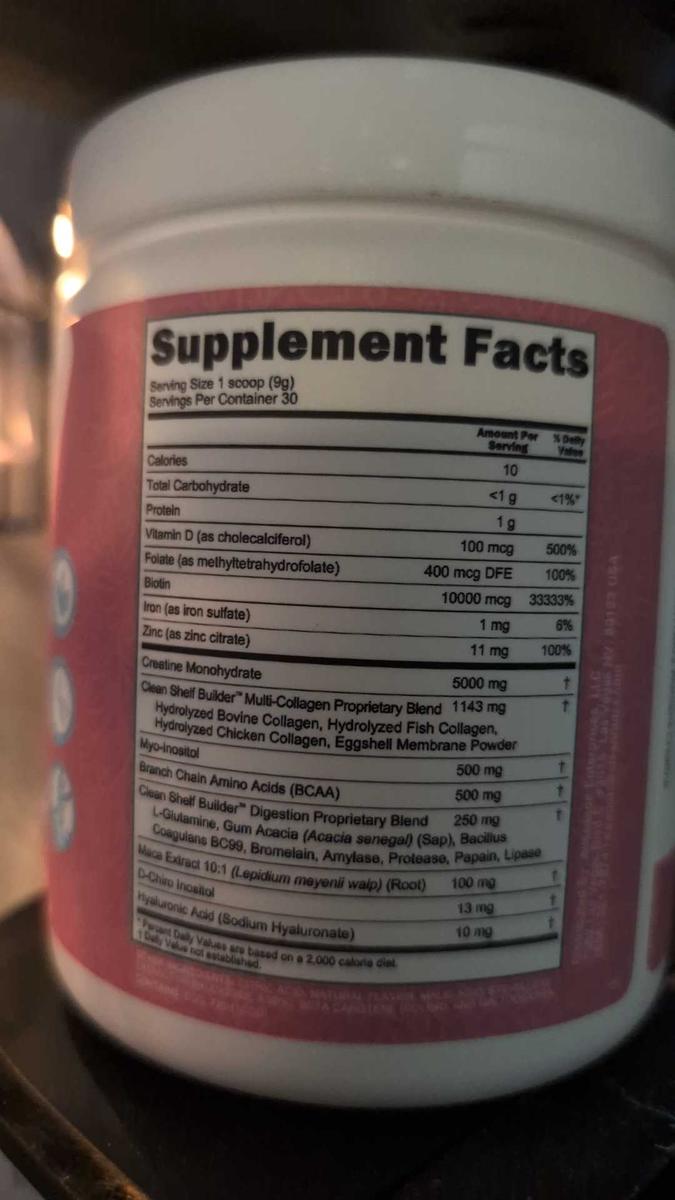 Supplement Facts
Serving Size 1 scoop (9g)
Servings Per Container 30
Amount Per Serving % Daily Value
Calories 10
Total Carbohydrate <1 g <1%*
Protein 1 g
Vitamin D (as cholecalciferol) 100 mcg 500%
Folate (as methyltetrahydrofolate) 400 mcg DFE 100%
Biotin 10000 mcg 33333%
Iron (as iron sulfate) 1 mg 6%
Zinc (as zinc citrate) 11 mg 100%
Creatine Monohydrate 5000 mg †
Clean Shelf Builder™ Multi-Collagen Proprietary Blend 1143 mg †
Hydrolyzed Bovine Collagen, Hydrolyzed Fish Collagen,
Hydrolyzed Chicken Collagen, Eggshell Membrane Powder
Myo-Inositol 500 mg †
Branch Chain Amino Acids (BCAA) 500 mg †
Clean Shelf Builder™ Digestion Proprietary Blend 250 mg †
L-Glutamine, Gum Acacia (Acacia senegal) (Sap), Bacillus
Coagulans BC99, Bromelain, Amylase, Protease, Papain, Lipase
Maca Extract 10:1 (Lepidium meyenii walp) (Root) 100 mg †
D-Chiro Inositol 13 mg †
Hyaluronic Acid (Sodium Hyaluronate) 10 mg †
* Percent Daily Values are based on a 2,000 calorie diet.
† Daily Value not established.